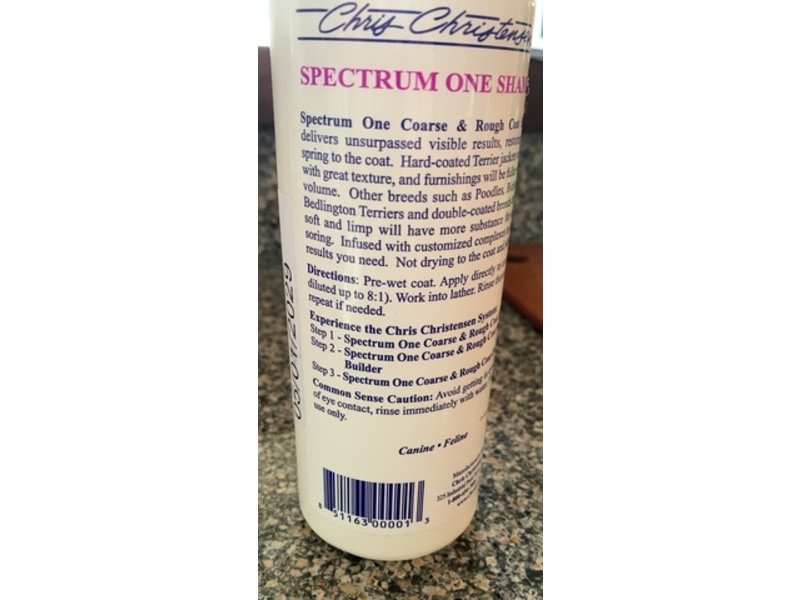 Chris Christensen
SPECTRUM ONE SHAM
Spectrum One Coarse & Rough Coat
delivers unsurpassed visible results,
spring to the coat. Hard-coated Terrier jackets
with great texture, and furnishings will be fuller
volume. Other breeds such as Poodles,
Bedlington Terriers and double-coated
soft and limp will have more substance
soring. Infused with customized
results you need. Not drying to the coat and
Directions: Pre-wet coat. Apply directly
diluted up to 8:1). Work into lather. Rinse
repeat if needed.
Experience the Chris Christensen System
Step 1 - Spectrum One Coarse & Rough
Step 2 - Spectrum One Coarse & Rough
Builder
Step 3 - Spectrum One Coarse & Rough
Common Sense Caution: Avoid getting
of eye contact, rinse immediately with
use only.
Canine • Feline
8 51163 00001 3